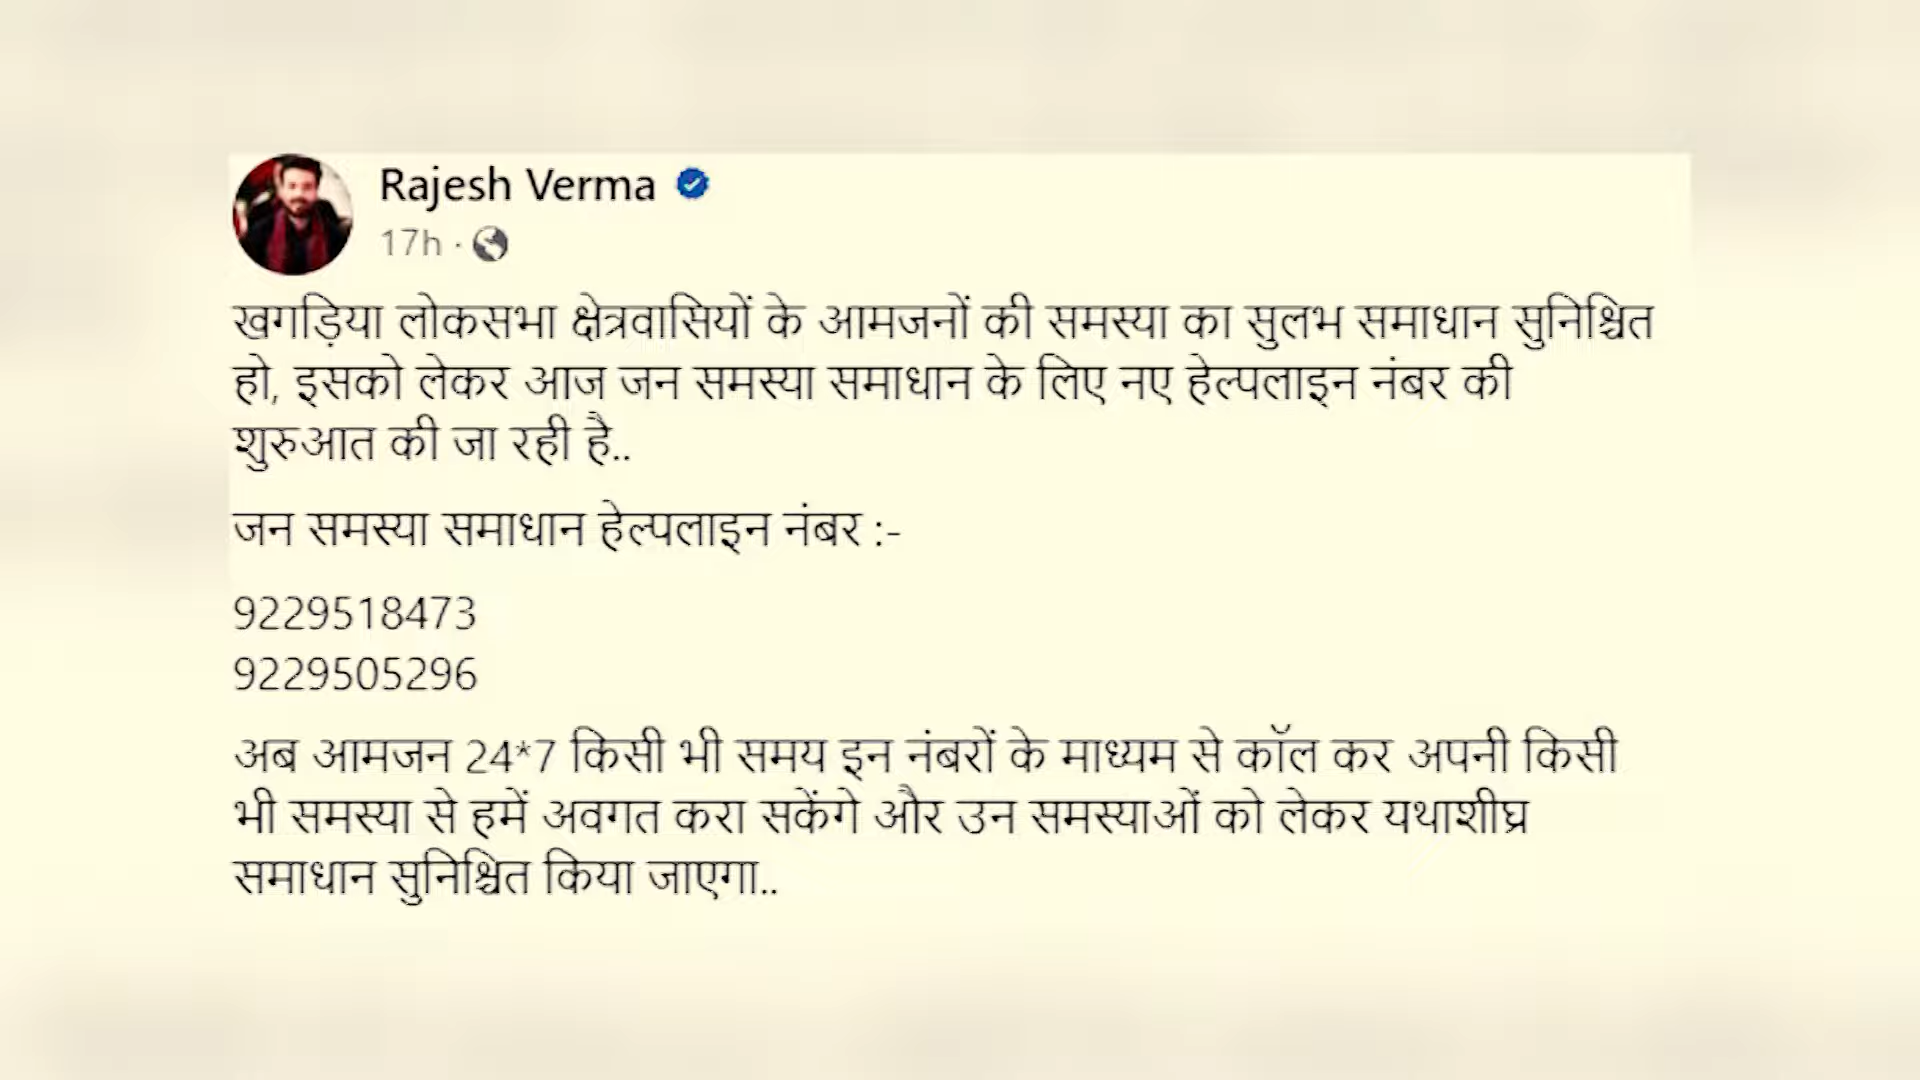 Rajesh Verma
17h ·
खगड़िया लोकसभा क्षेत्रवासियों के आमजनों की समस्या का सुलभ समाधान सुनिश्चित
हो, इसको लेकर आज जन समस्या समाधान के लिए नए हेल्पलाइन नंबर की
शुरुआत की जा रही है..
जन समस्या समाधान हेल्पलाइन नंबर :-
9229518473
9229505296
अब आमजन 24*7 किसी भी समय इन नंबरों के माध्यम से कॉल कर अपनी किसी
भी समस्या से हमें अवगत करा सकेंगे और उन समस्याओं को लेकर यथाशीघ्र
समाधान सुनिश्चित किया जाएगा..